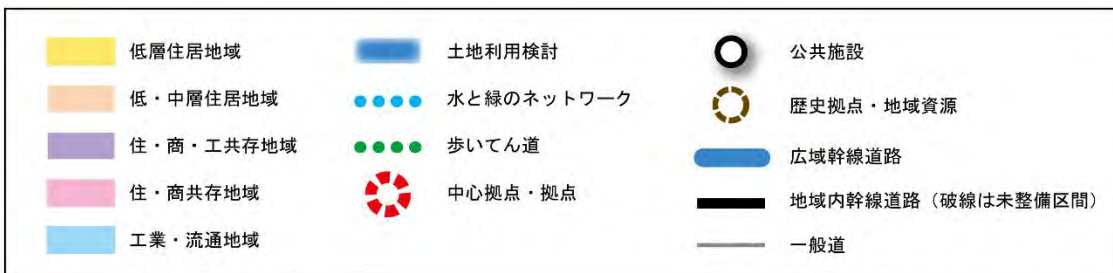 低層住居地域
低・中層住居地域
住・商・工共存地域
住・商共存地域
工業・流通地域
土地利用検討
水と緑のネットワーク
歩いてん道
中心拠点・拠点
公共施設
歴史拠点・地域資源
広域幹線道路
地域内幹線道路（破線は未整備区間）
一般道